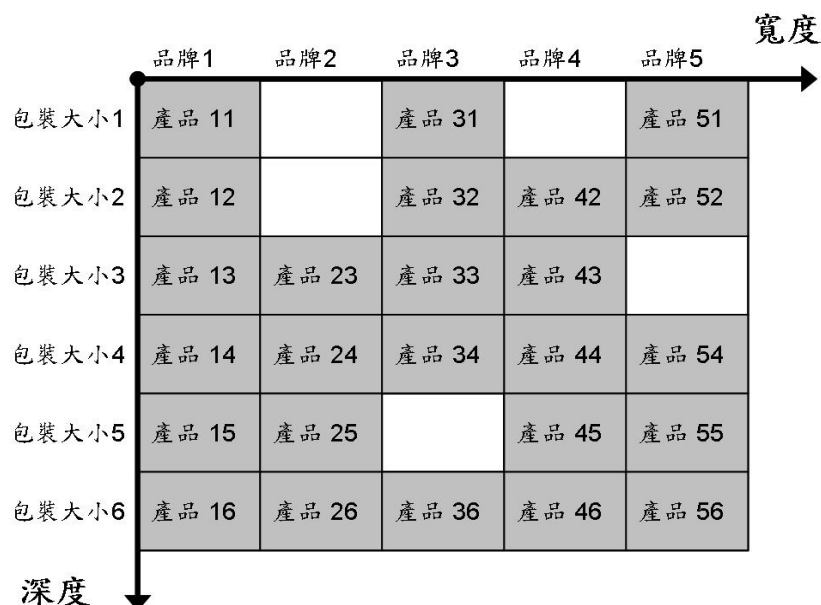 寬度
品牌1 品牌2 品牌3 品牌4 品牌5
包裝大小1 產品 11 產品 31 產品 51
包裝大小2 產品 12 產品 32 產品 42 產品 52
包裝大小3 產品 13 產品 23 產品 33 產品 43
包裝大小4 產品 14 產品 24 產品 34 產品 44 產品 54
包裝大小5 產品 15 產品 25 產品 45 產品 55
包裝大小6 產品 16 產品 26 產品 36 產品 46 產品 56
深度